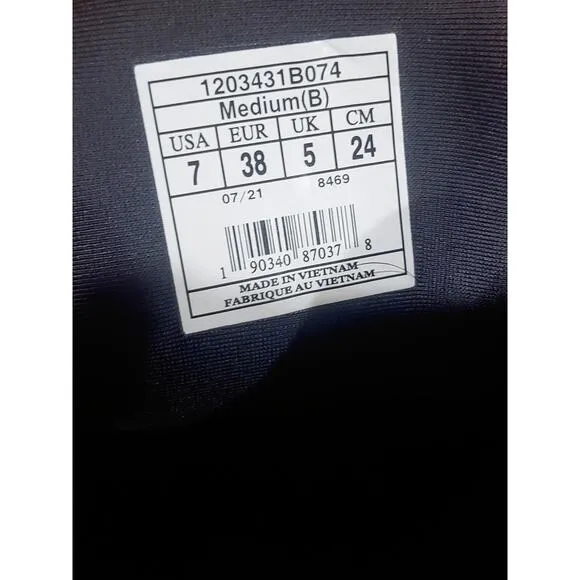 1203431B074
Medium(B)
USA EUR UK CM
7 38 5 24
07/21 8469
1 90340 87037 8
MADE IN VIETNAM
FABRIQUE AU VIETNAM